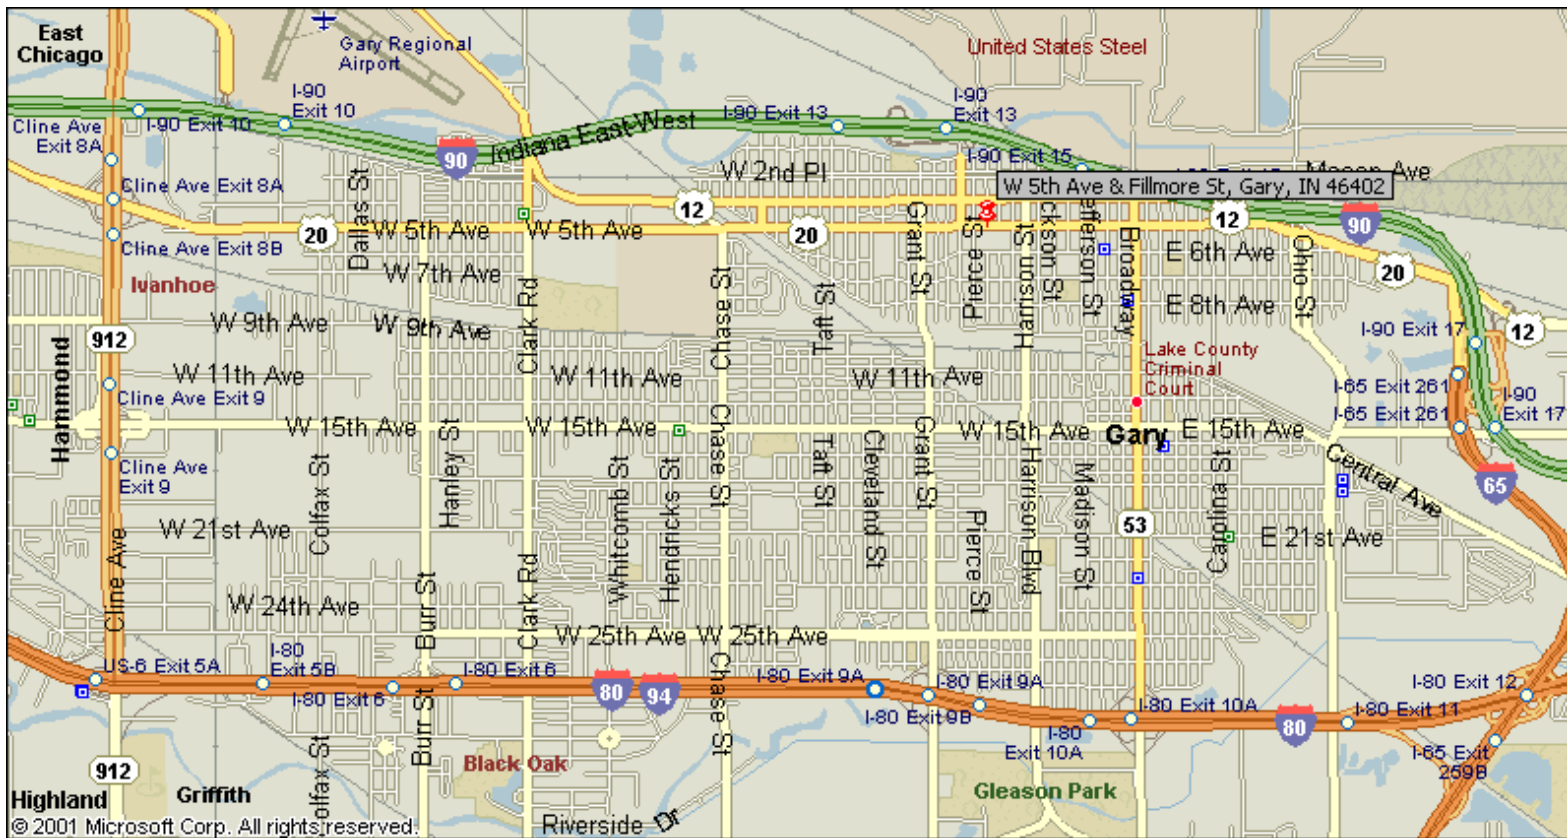 East
Chicago
Gary Regional
Airport
United States Steel
I-90
Exit 10
I-90 Exit 10
Cline Ave
Exit 8A
90
Indiana East-West
I-90 Exit 13
I-90
Exit 13
I-90 Exit 15
W 2nd Pl
W 5th Ave & Fillmore St, Gary, IN 46402
Cline Ave Exit 8A
Cline Ave Exit 8B
20
Dallas St
W 5th Ave
W 5th Ave
12
20
Grant St
Pierce St
Harrison St
Broadway
12
90
20
12
E 6th Ave
Ohio St
W 7th Ave
Ivanhoe
E 8th Ave
Clark Rd
Chase St
Taft St
912
W 9th Ave
W 9th Ave
I-90 Exit 17
Lake County
Criminal
Court
Hammond
W 11th Ave
W 11th Ave
W 11th Ave
Cline Ave Exit 9
I-65 Exit 261
I-65 Exit 261
I-90
Exit 17
W 15th Ave
W 15th Ave
W 15th Ave
Gary
E 15th Ave
Central Ave
65
Cline Ave
Exit 9
Colfax St
Hanley St
Whitcomb St
Hendricks St
Chase St
Taft St
Cleveland St
Grant St
Pierce St
Harrison Blvd
Madison St
53
Carolina St
W 21st Ave
E 21st Ave
Cline Ave
W 24th Ave
Burr St
Clark Rd
W 25th Ave
W 25th Ave
US-6 Exit 5A
I-80
Exit 5B
I-80 Exit 6
I-80 Exit 6
80
94
I-80 Exit 9A
I-80 Exit 9A
I-80 Exit 9B
I-80
Exit 10A
I-80 Exit 10A
80
I-80 Exit 11
I-80 Exit 12
I-65 Exit
259B
Burr St
Chase St
Black Oak
912
Highland
Griffith
Colfax St
Gleason Park
Riverside Dr
© 2001 Microsoft Corp. All rights reserved.